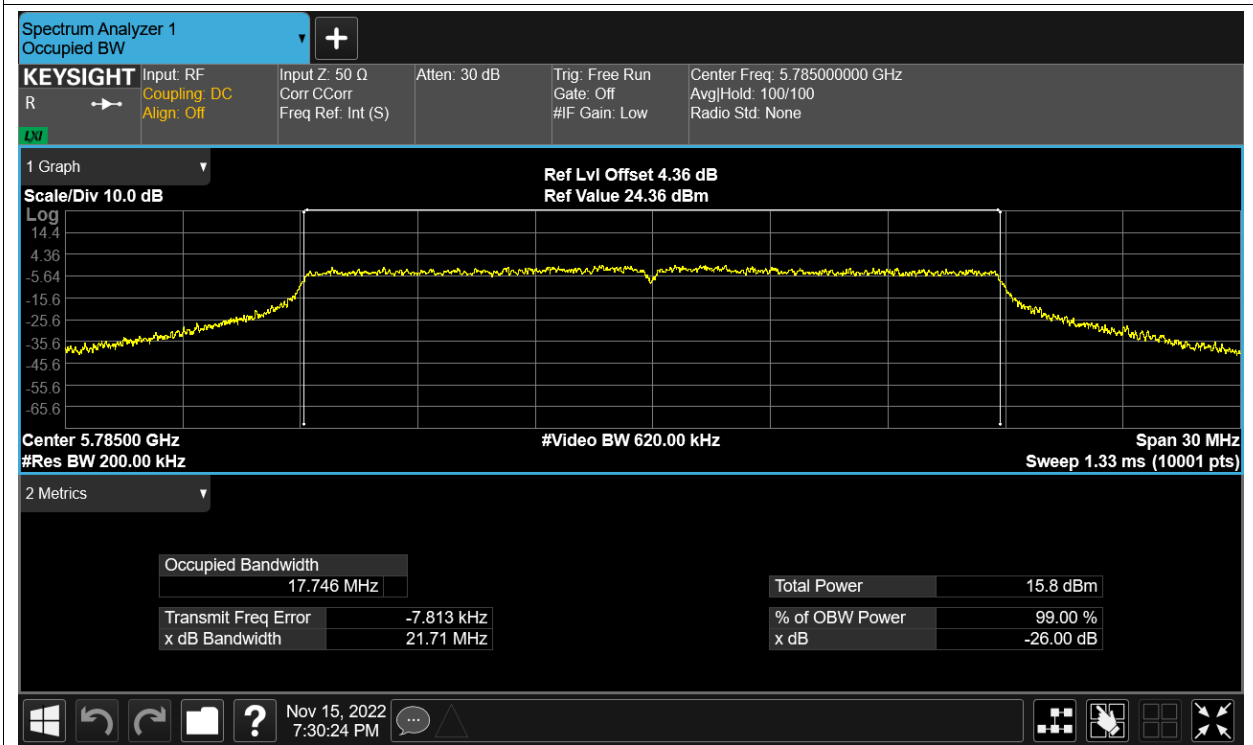 Spectrum Analyzer 1
Occupied BW
KEYSIGHT
R
LXI
Input: RF
Coupling: DC
Align: Off
Input Z: 50 Ω
Corr CCorr
Freq Ref: Int (S)
Atten: 30 dB
Trig: Free Run
Gate: Off
#IF Gain: Low
Center Freq: 5.785000000 GHz
Avg|Hold: 100/100
Radio Std: None
1 Graph
Scale/Div 10.0 dB
Ref Lvl Offset 4.36 dB
Ref Value 24.36 dBm
Log
14.4
4.36
-5.64
-15.6
-25.6
-35.6
-45.6
-55.6
-65.6
Center 5.78500 GHz
#Res BW 200.00 kHz
#Video BW 620.00 kHz
Span 30 MHz
Sweep 1.33 ms (10001 pts)
2 Metrics
Occupied Bandwidth
17.746 MHz
Transmit Freq Error -7.813 kHz
x dB Bandwidth 21.71 MHz
Total Power 15.8 dBm
% of OBW Power 99.00 %
x dB -26.00 dB
?
Nov 15, 2022
7:30:24 PM